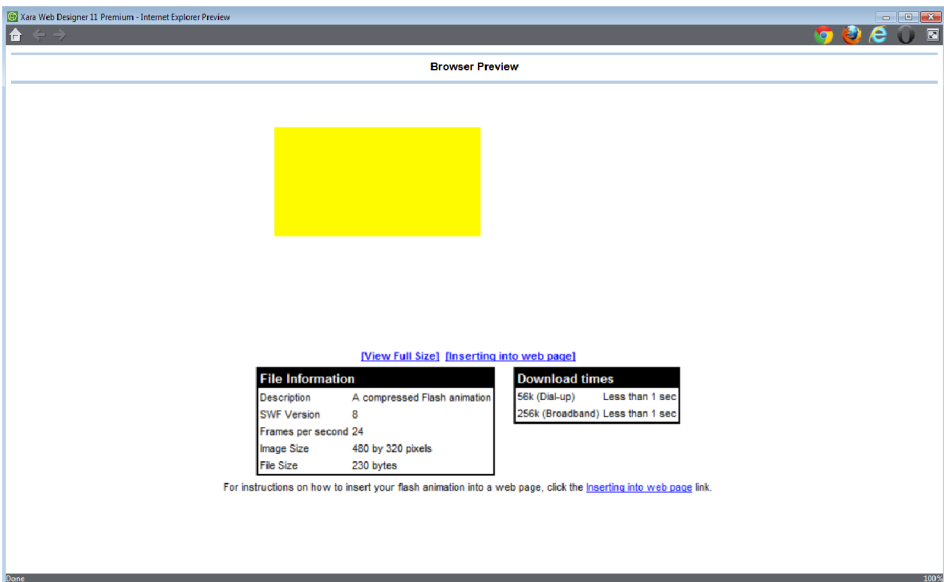 Xara Web Designer 11 Premium - Internet Explorer Preview
Browser Preview
[View Full Size] [Inserting into web page]
File Information
Description A compressed Flash animation
SWF Version 8
Frames per second 24
Image Size 480 by 320 pixels
File Size 230 bytes
Download times
56k (Dial-up) Less than 1 sec
256k (Broadband) Less than 1 sec
For instructions on how to insert your flash animation into a web page, click the Inserting into web page link.
Done 100%